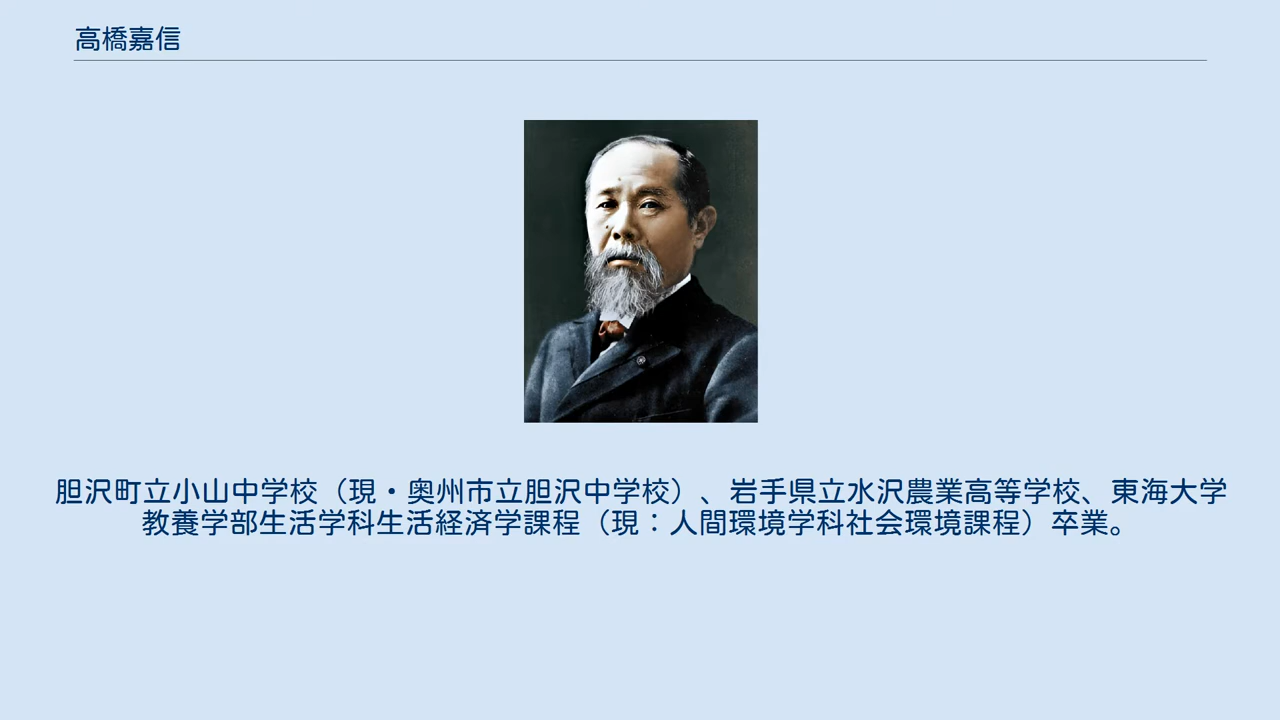 高橋嘉信
胆沢町立小山中学校（現・奥州市立胆沢中学校）、岩手県立水沢農業高等学校、東海大学
教養学部生活学科生活経済学課程（現：人間環境学科社会環境課程）卒業。